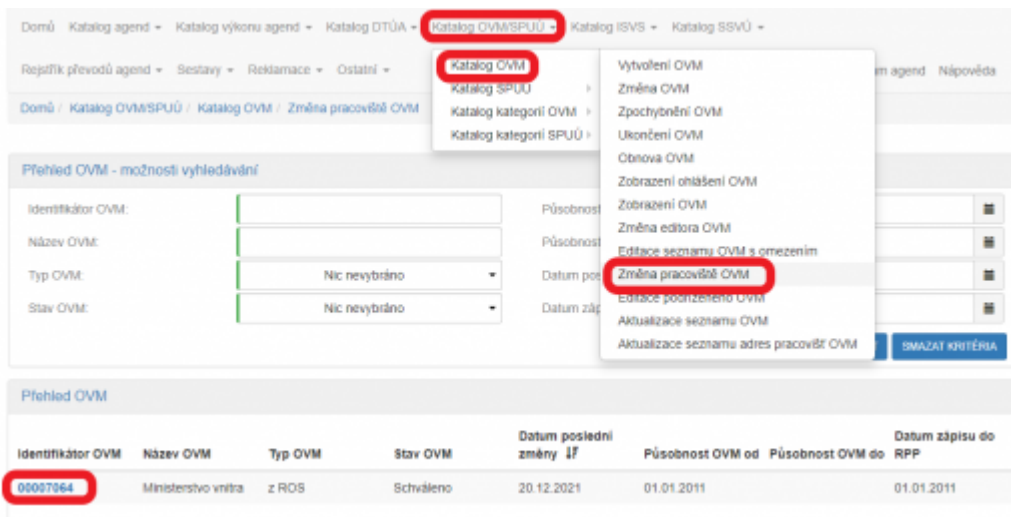 Domů Katalog agend Katalog výkonu agend Katalog DTÚA Katalog OVM/SPUÚ Katalog ISVS Katalog SSVÚ
Rejstřík převodů agend Sestavy Reklamace Ostatní agend Nápověda
Domů / Katalog OVM/SPUÚ / Katalog OVM / Změna pracoviště OVM
Katalog OVM
Katalog SPUÚ
Katalog kategorií OVM
Katalog kategorií SPUÚ
Vytvoření OVM
Změna OVM
Zpochybnění OVM
Ukončení OVM
Obnova OVM
Zobrazení ohlášení OVM
Zobrazení OVM
Změna editora OVM
Editace seznamu OVM s omezením
Změna pracoviště OVM
Editace podřízeného OVM
Aktualizace seznamu OVM
Aktualizace seznamu adres pracovišť OVM
Přehled OVM - možnosti vyhledávání
Identifikátor OVM: Působnost
Název OVM: Působnost
Typ OVM: Nic nevybráno Datum
Stav OVM: Nic nevybráno Datum
SMAZAT KRITÉRIA
Přehled OVM
Identifikátor OVM Název OVM Typ OVM Stav OVM Datum poslední změny Působnost OVM od Působnost OVM do Datum zápisu do RPP
00007064 Ministerstvo vnitra z ROS Schváleno 20.12.2021 01.01.2011 01.01.2011